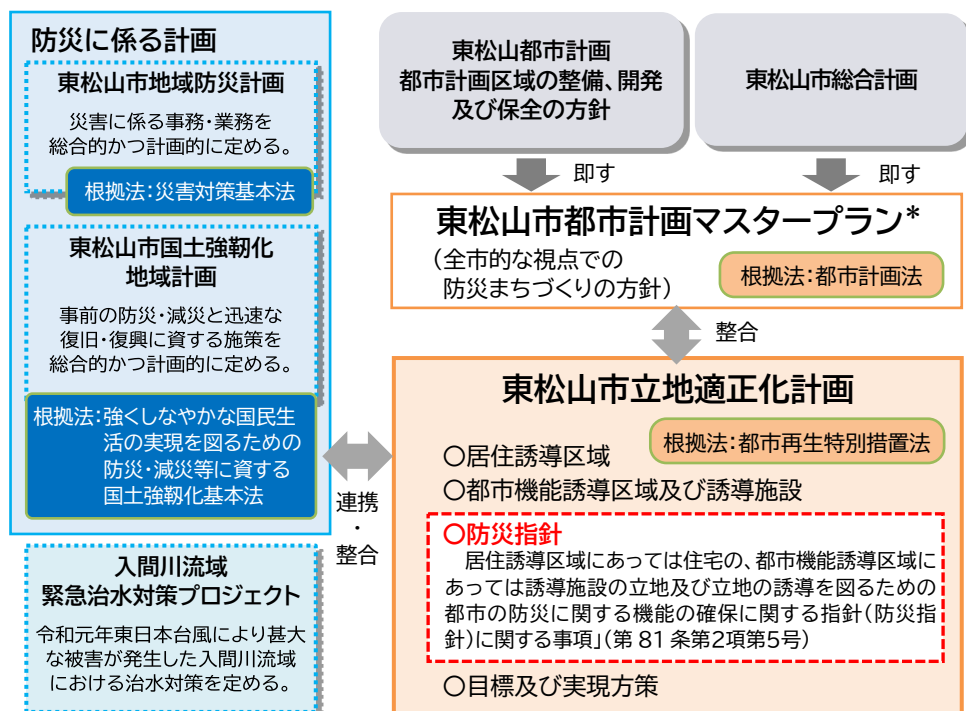 防災に係る計画
東松山市地域防災計画
災害に係る事務・業務を
総合的かつ計画的に定める。
根拠法:災害対策基本法
東松山市国土強靱化
地域計画
事前の防災・減災と迅速な
復旧・復興に資する施策を
総合的かつ計画的に定める。
根拠法:強くしなやかな国民生
活の実現を図るための
防災・減災等に資する
国土強靱化基本法
入間川流域
緊急治水対策プロジェクト
令和元年東日本台風により甚大
な被害が発生した入間川流域
における治水対策を定める。
連携
・
整合
東松山都市計画
都市計画区域の整備、開発
及び保全の方針
東松山市総合計画
即す
即す
東松山市都市計画マスタープラン*
(全市的な視点での
防災まちづくりの方針)
根拠法:都市計画法
整合
東松山市立地適正化計画
根拠法:都市再生特別措置法
○居住誘導区域
○都市機能誘導区域及び誘導施設
○防災指針
居住誘導区域にあっては住宅の、都市機能誘導区域に
あっては誘導施設の立地及び立地の誘導を図るための
都市の防災に関する機能の確保に関する指針(防災指
針)に関する事項」(第81条第2項第5号)
○目標及び実現方策